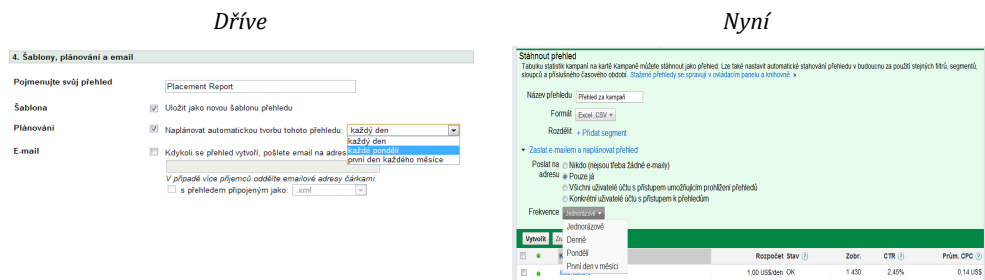 Dříve
Nyní
4. Šablony, plánování a email
Pojmenujte svůj přehled
Placement Report
Šablona
Uložit jako novou šablonu přehledu
Plánování
Naplánovat automatickou tvorbu tohoto přehledu: každý den
každý den
každé pondělí
první den každého měsíce
E-mail
Kdykoli se přehled vytvoří, pošlete email na adres
V případě více příjemců oddělte emailové adresy čárkami.
s přehledem připojeným jako: .xml
Stáhnout přehled
Tabulku statistik kampaní na kartě Kampaně můžete stáhnout jako přehled. Lze také nastavit automatické stahování přehledu v budoucnu za použití stejných filtrů, segmentů,
sloupců a příslušného časového období. Stažené přehledy se spravují v ovládacím panelu a knihovně. »
Název přehledu Přehled za kampaň
Formát Excel .CSV
Rozdělit + Přidat segment
Zaslat e-mailem a naplánovat přehled
Poslat na adresu
Nikdo (nejsou třeba žádné e-maily)
Pouze já
Všichni uživatelé účtu s přístupem umožňujícím prohlížení přehledů
Konkrétní uživatelé účtu s přístupem k přehledům
Frekvence Jednorázově
Jednorázově
Denně
Pondělí
První den v měsíci
Vytvořit
Rozpočet Stav Zobr. CTR Prům. CPC
1,00 US$/den OK 1 430 2,45% 0,14 US$